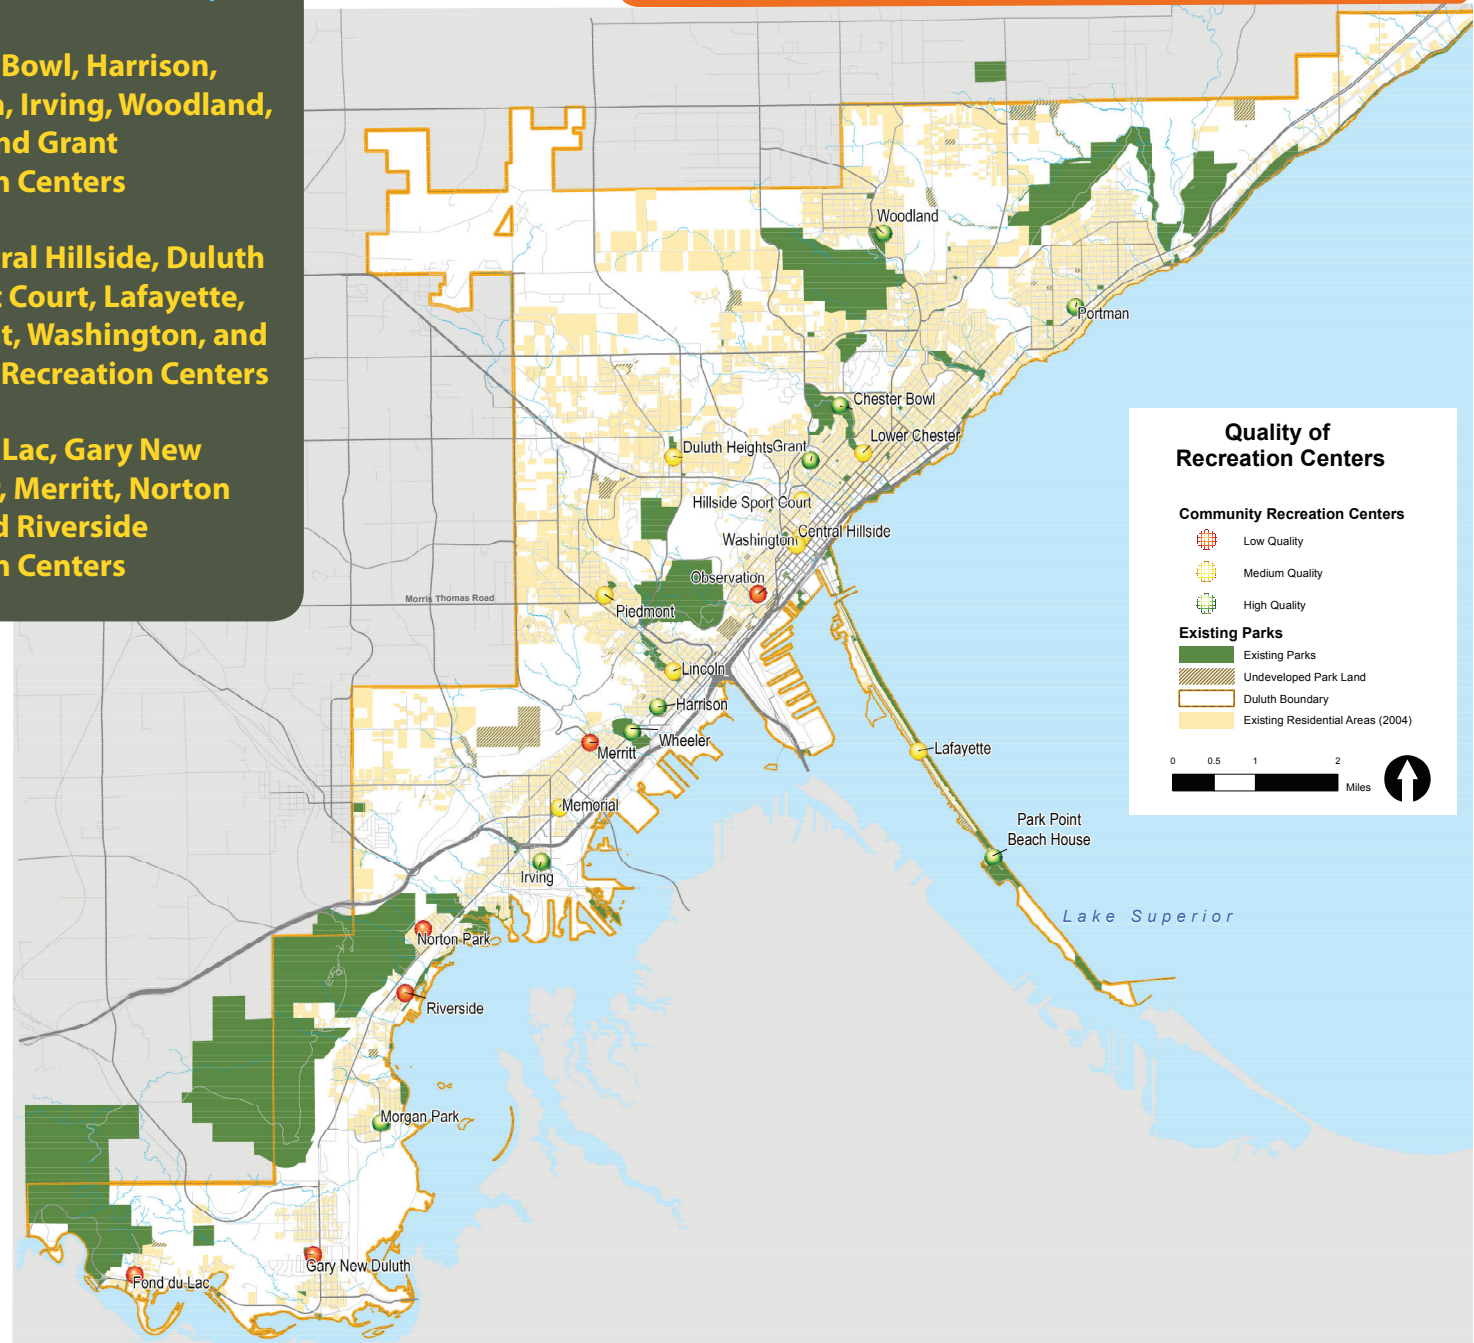 Bowl, Harrison,
Irving, Woodland,
nd Grant
n Centers
ral Hillside, Duluth
t Court, Lafayette,
t, Washington, and
Recreation Centers
Lac, Gary New
Merritt, Norton
d Riverside
n Centers
Woodland
Portman
Chester Bowl
Lower Chester
Duluth Heights
Grant
Hillside Sport Court
Central Hillside
Washington
Observation
Morris Thomas Road
Piedmont
Lincoln
Harrison
Wheeler
Merritt
Memorial
Irving
Lafayette
Park Point
Beach House
Lake Superior
Norton Park
Riverside
Morgan Park
Gary New Duluth
Fond du Lac
Quality of
Recreation Centers
Community Recreation Centers
Low Quality
Medium Quality
High Quality
Existing Parks
Existing Parks
Undeveloped Park Land
Duluth Boundary
Existing Residential Areas (2004)
0 0.5 1 2
Miles